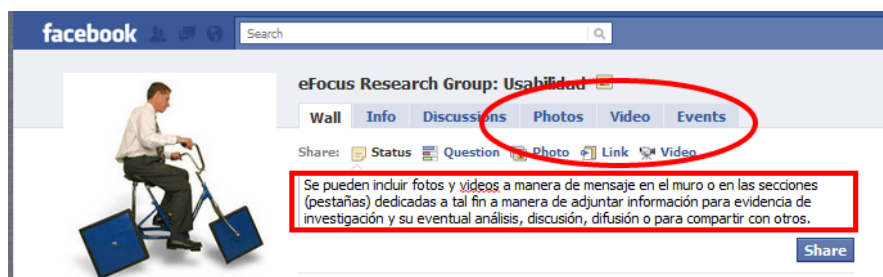 facebook
Search
eFocus Research Group: Usabilidad
Wall Info Discussions Photos Video Events
Share: Status Question Photo Link Video
Se pueden incluir fotos y videos a manera de mensaje en el muro o en las secciones
(pestañas) dedicadas a tal fin a manera de adjuntar información para evidencia de
investigación y su eventual análisis, discusión, difusión o para compartir con otros.
Share